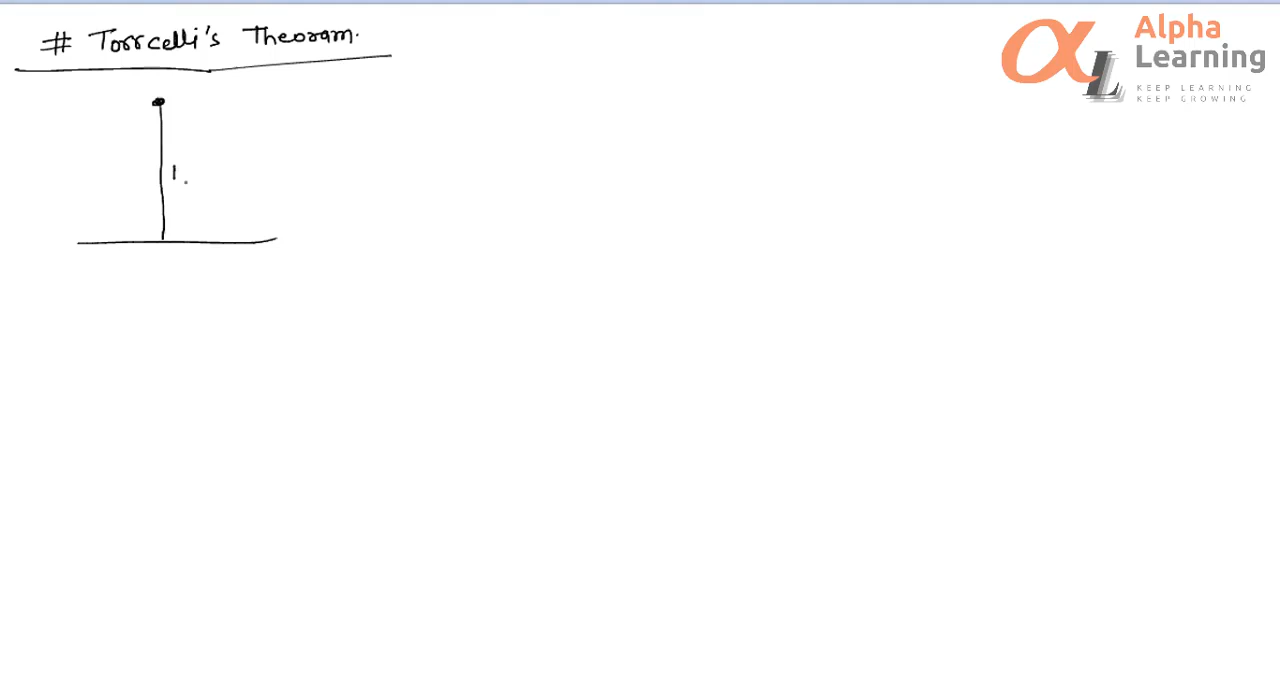 # Torrcelli's Theoram.
Alpha
Learning
KEEP LEARNING
KEEP GROWING